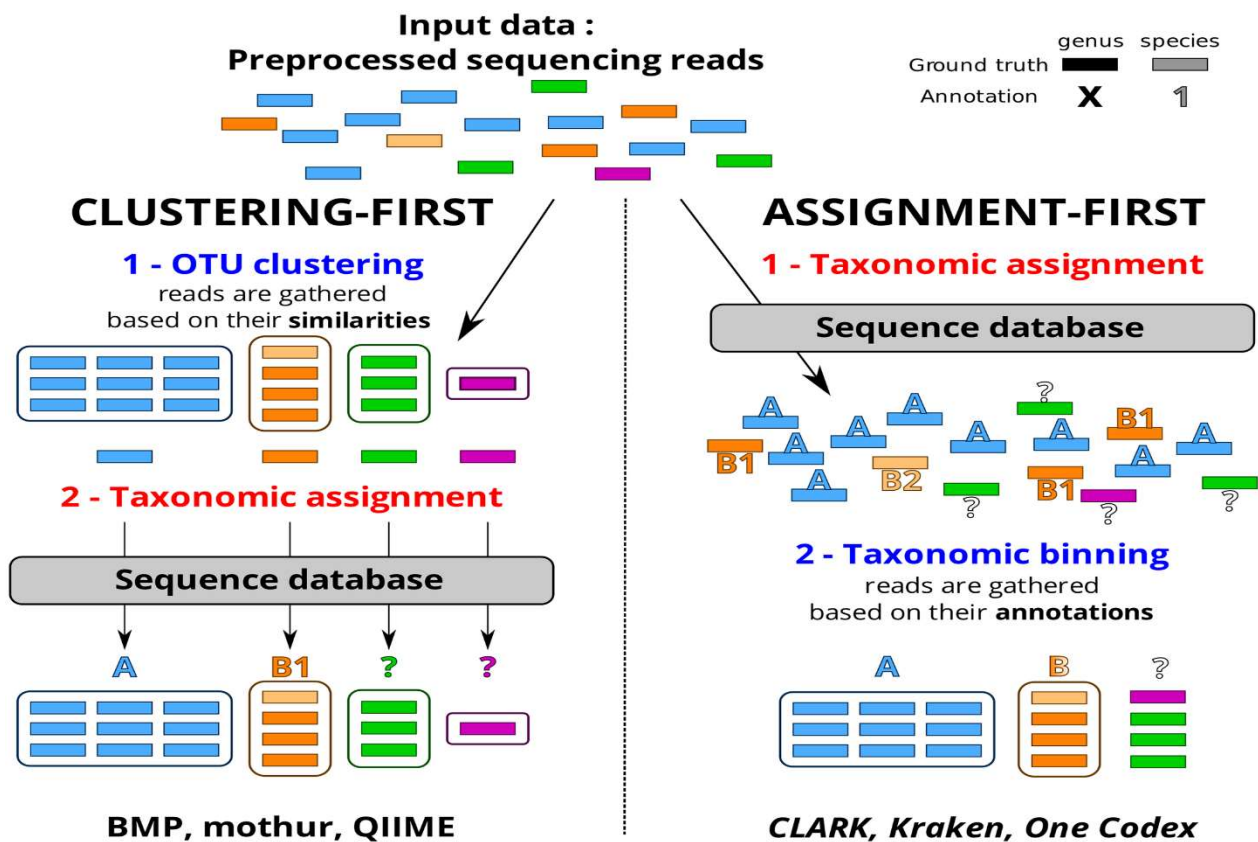 Input data :
Preprocessed sequencing reads
genus species
Ground truth
Annotation X 1
CLUSTERING-FIRST
1 - OTU clustering
reads are gathered
based on their similarities
2 - Taxonomic assignment
Sequence database
A B1 ? ?
BMP, mothur, QIIME
ASSIGNMENT-FIRST
1 - Taxonomic assignment
Sequence database
A A ? B1
A A A A
B1 A B2 B1
A ? ? ?
2 - Taxonomic binning
reads are gathered
based on their annotations
A B ?
CLARK, Kraken, One Codex